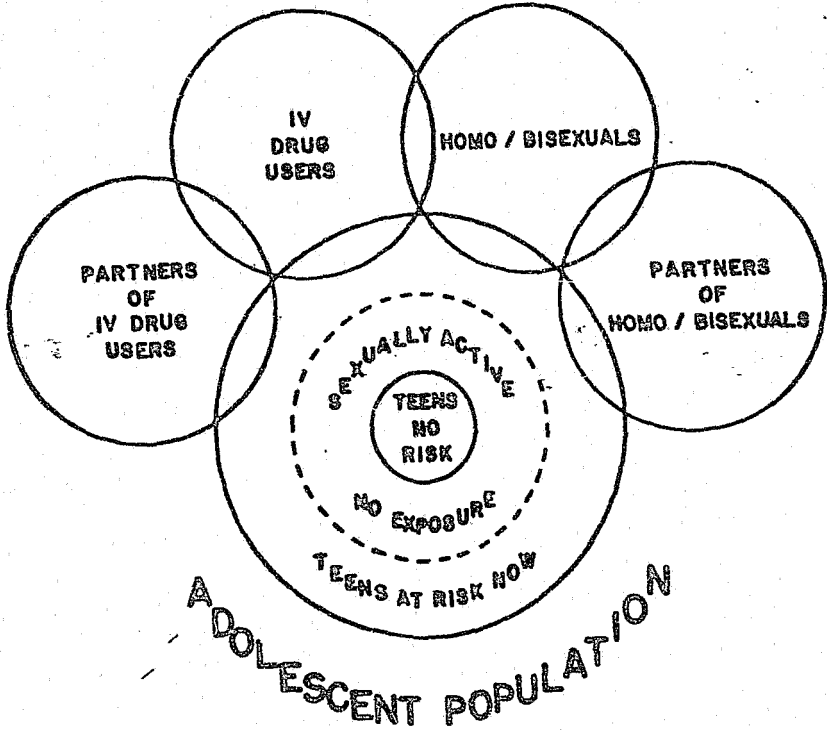 IV
DRUG
USERS
HOMO / BISEXUALS
PARTNERS
OF
IV DRUG
USERS
PARTNERS
OF
HOMO / BISEXUALS
SEXUALLY ACTIVE
TEENS
NO
RISK
NO EXPOSURE
TEENS AT RISK NOW
ADOLESCENT POPULATION